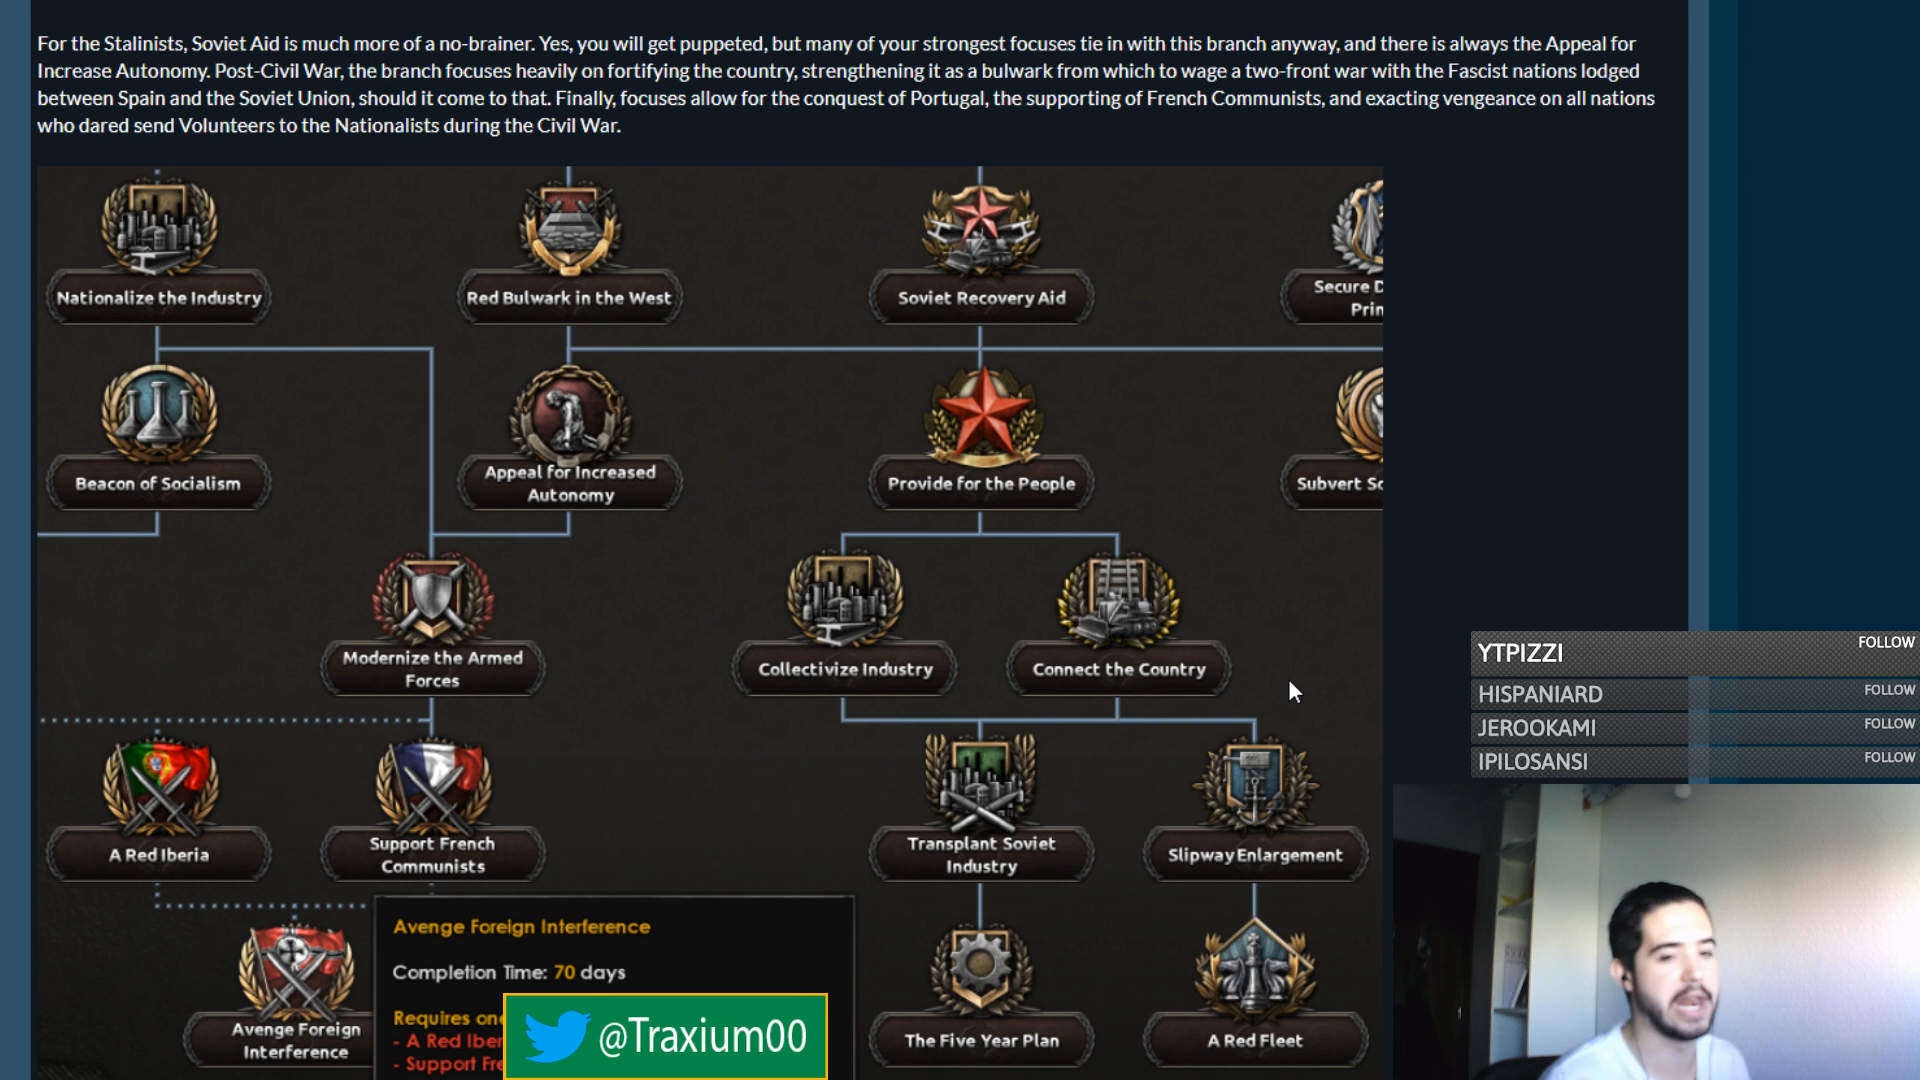 For the Stalinists, Soviet Aid is much more of a no-brainer. Yes, you will get puppeted, but many of your strongest focuses tie in with this branch anyway, and there is always the Appeal for
Increase Autonomy. Post-Civil War, the branch focuses heavily on fortifying the country, strengthening it as a bulwark from which to wage a two-front war with the Fascist nations lodged
between Spain and the Soviet Union, should it come to that. Finally, focuses allow for the conquest of Portugal, the supporting of French Communists, and exacting vengeance on all nations
who dared send Volunteers to the Nationalists during the Civil War.
Nationalize the Industry
Red Bulwark in the West
Soviet Recovery Aid
Secure D
Prin
Beacon of Socialism
Appeal for Increased
Autonomy
Provide for the People
Subvert Sc
Modernize the Armed
Forces
Collectivize Industry
Connect the Country
A Red Iberia
Support French
Communists
Transplant Soviet
Industry
Slipway Enlargement
Avenge Foreign
Interference
Avenge Foreign Interference
Completion Time: 70 days
Requires one
- A Red Iber
- Support Fre
The Five Year Plan
A Red Fleet
@Traxium00
YTPIZZI FOLLOW
HISPANIARD FOLLOW
JEROOKAMI FOLLOW
IPILOSANSI FOLLOW